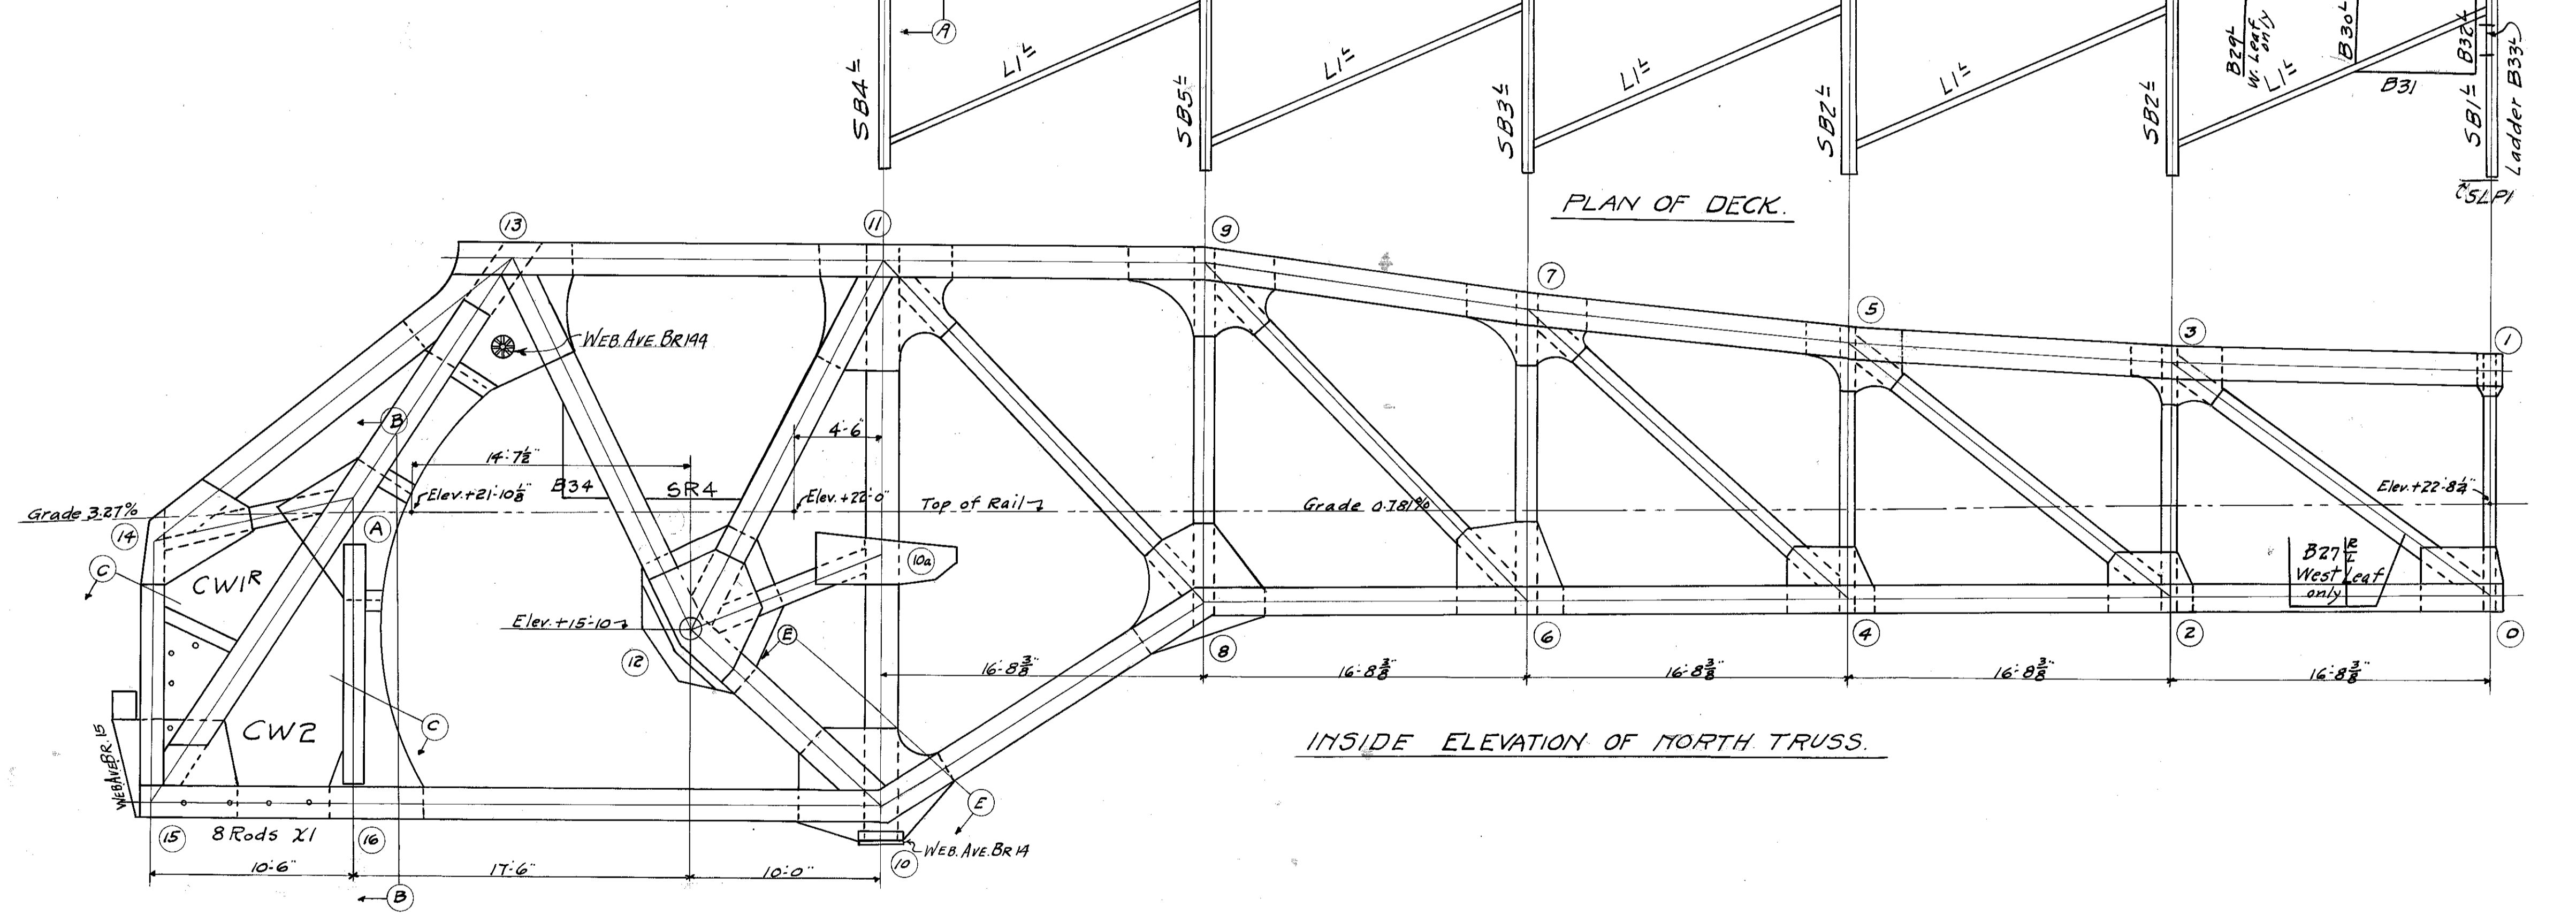 A
SB4 L
L1 L
SB5 L
L1 L
SB3 L
L1 L
SB2 L
L1 L
SB2 L
B29 L
W. Leaf
only
L1 L
B30 L
B31
B32 L
SB1 L
Ladder B33 L
SLP1
PLAN OF DECK.
13
11
9
7
5
3
1
WEB. AVE. BR 144
B
4'-6"
14'-7½"
Elev.+21'-10⅛"
B34
SR4
Elev.+22'-0"
Top of Rail
Grade 0.781%
Elev.+22'-8¼"
Grade 3.27%
14
A
C
CW1R
10a
B27 R/L
West Leaf
only
Elev.+15'-10
12
E
8
6
4
2
0
16'-8⅜"
16'-8⅜"
16'-8⅜"
16'-8⅜"
16'-8⅜"
WEB. AVE. BR. 15
CW2
C
INSIDE ELEVATION OF NORTH TRUSS.
E
15
8 Rods X1
16
10
WEB. AVE. BR 14
10'-6"
17'-6"
10'-0"
B